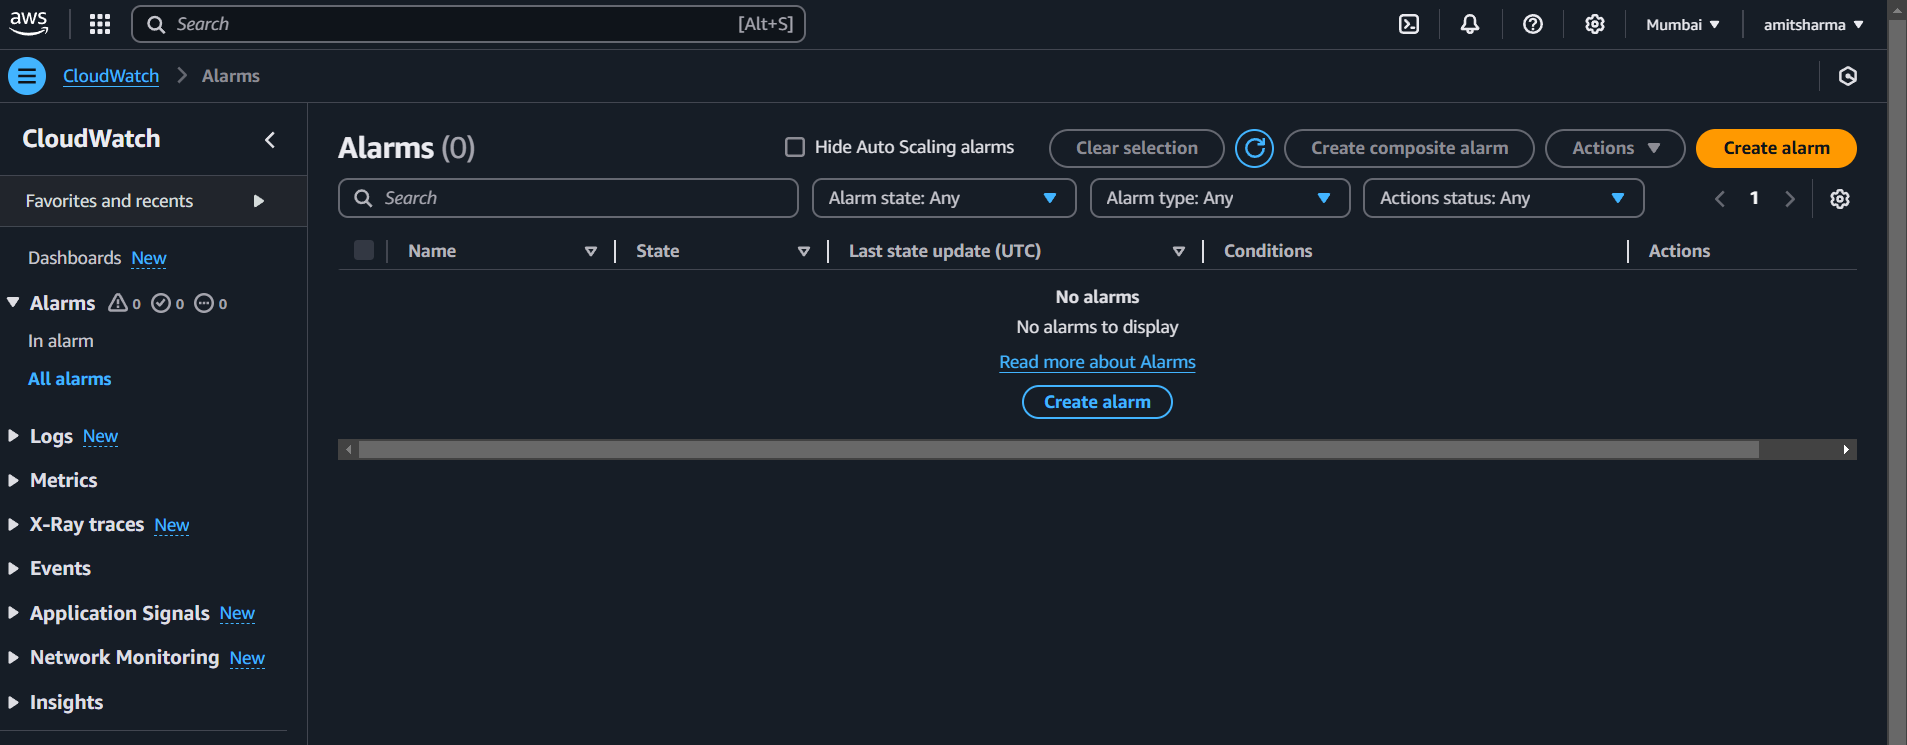 aws Search [Alt+S] Mumbai amitsharma
CloudWatch Alarms
CloudWatch
Favorites and recents
Dashboards New
Alarms 0 0 0
In alarm
All alarms
Logs New
Metrics
X-Ray traces New
Events
Application Signals New
Network Monitoring New
Insights
Alarms (0) Hide Auto Scaling alarms Clear selection Create composite alarm Actions Create alarm
Search Alarm state: Any Alarm type: Any Actions status: Any 1
Name State Last state update (UTC) Conditions Actions
No alarms
No alarms to display
Read more about Alarms
Create alarm